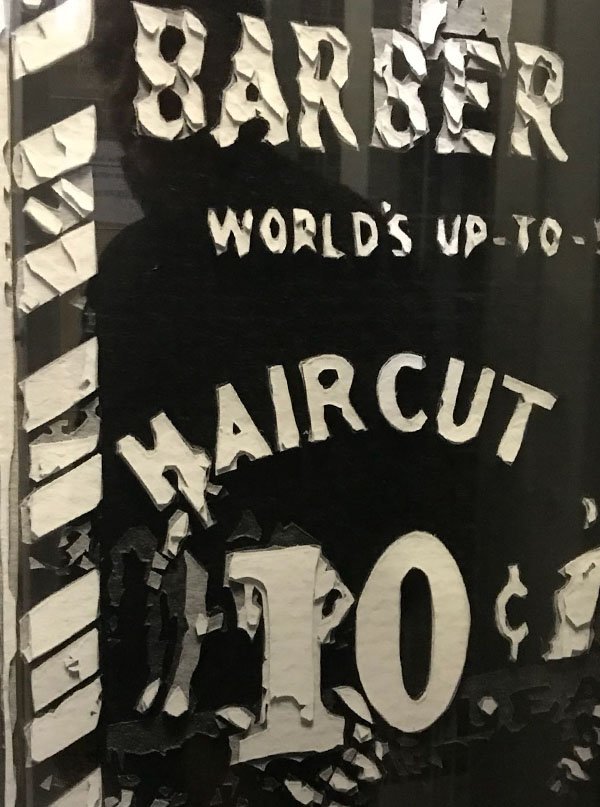 BARBER
WORLD'S UP-TO-
HAIRCUT
10¢